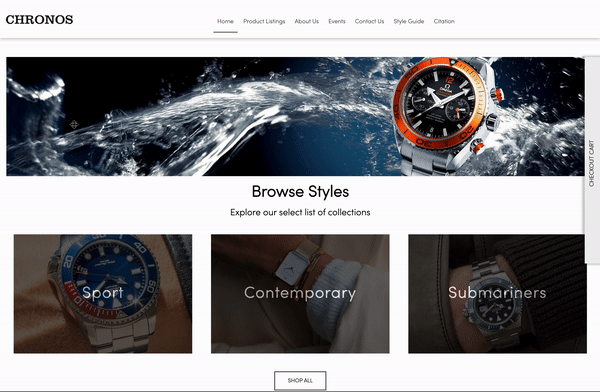 CHRONOS
Home Product Listings About Us Events Contact Us Style Guide Citation
CHECKOUT CART
Browse Styles
Explore our select list of collections
Sport
Contemporary
Submariners
SHOP ALL